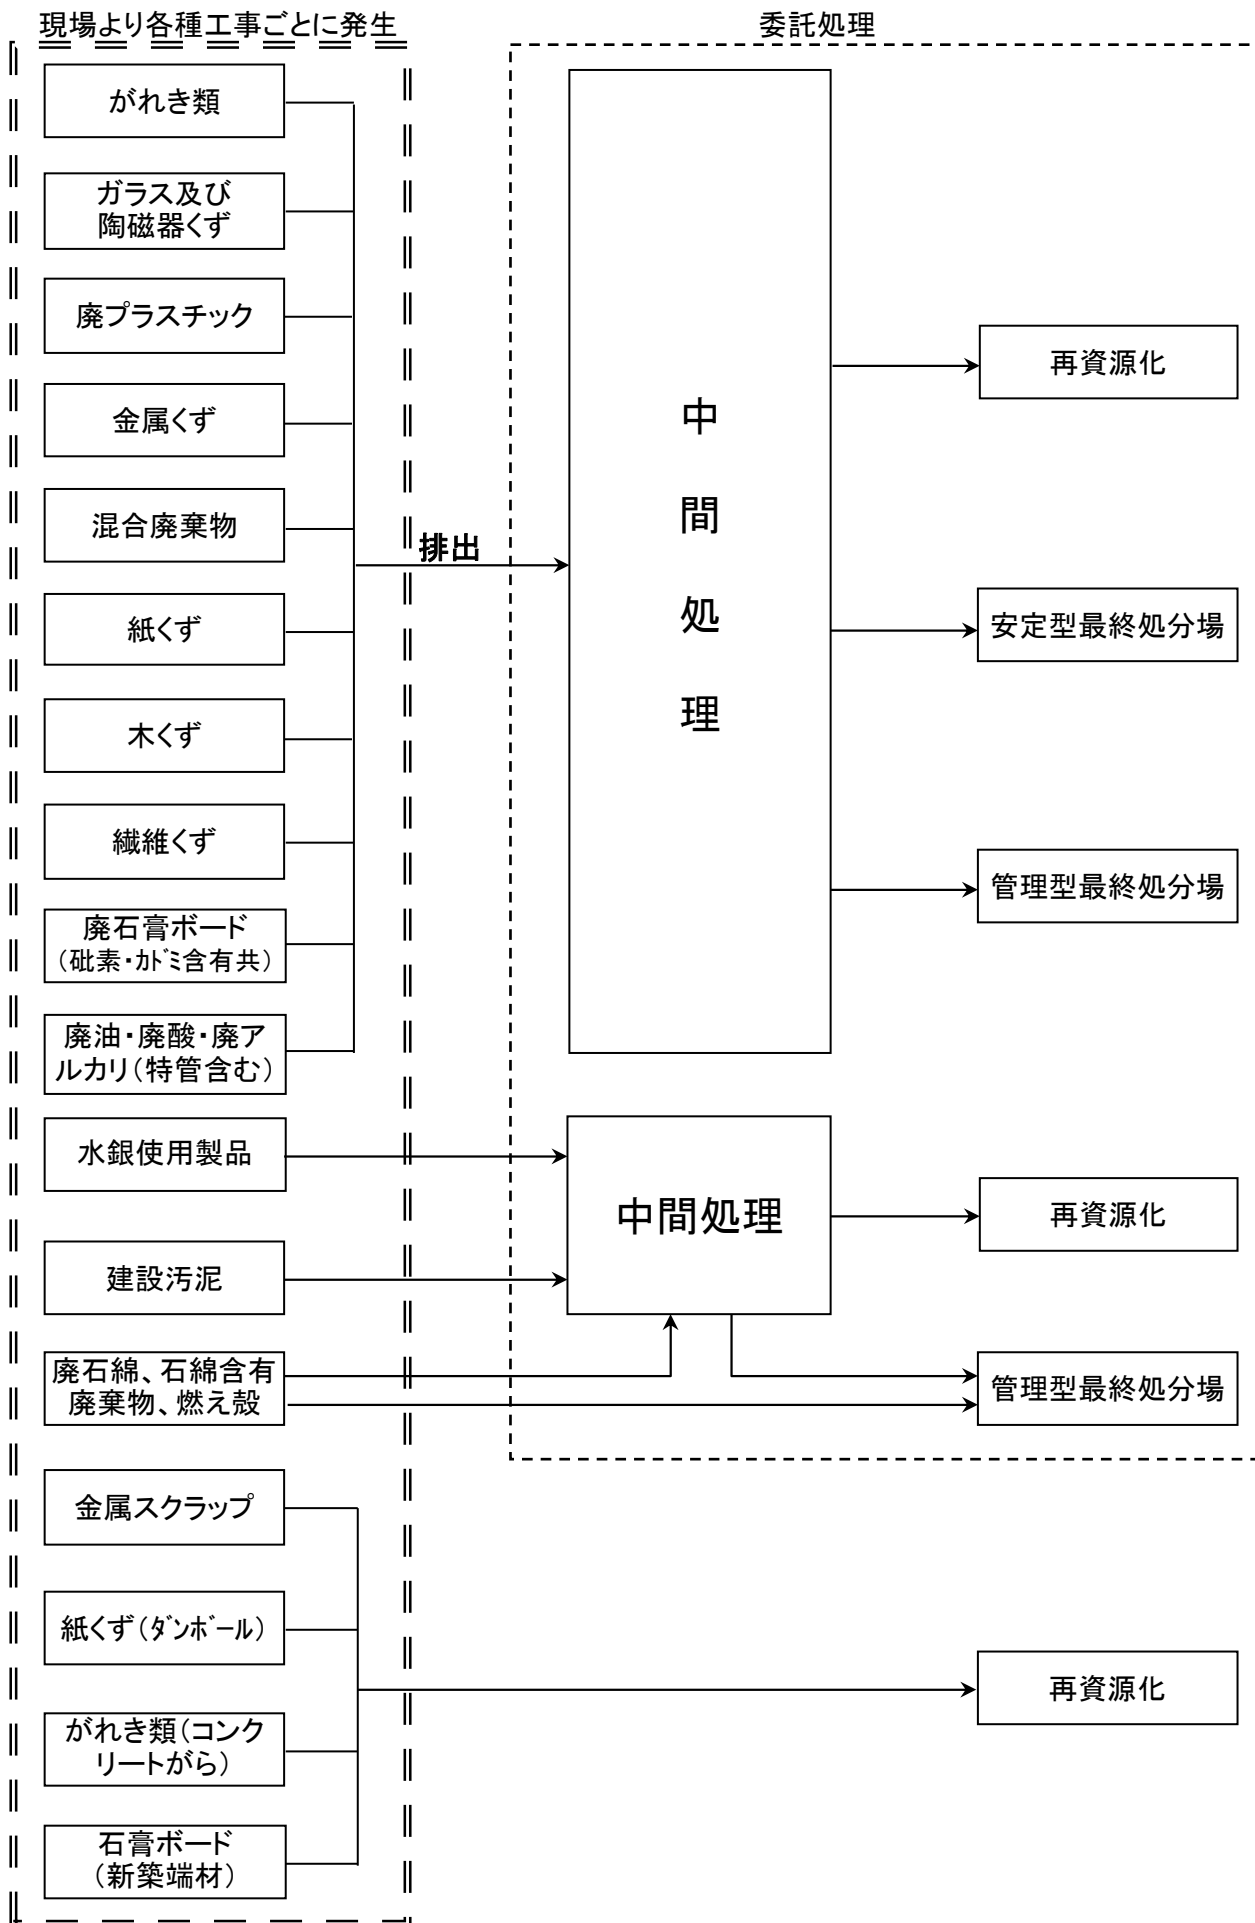 現場より各種工事ごとに発生
委託処理
がれき類
ガラス及び
陶磁器くず
廃プラスチック
金属くず
混合廃棄物
紙くず
木くず
繊維くず
廃石膏ボード
（砒素・ｶﾄﾞﾐ含有共）
廃油・廃酸・廃ア
ルカリ（特管含む）
排出
中
間
処
理
再資源化
安定型最終処分場
管理型最終処分場
水銀使用製品
建設汚泥
廃石綿、石綿含有
廃棄物、燃え殻
中間処理
再資源化
管理型最終処分場
金属スクラップ
紙くず（ﾀﾞﾝﾎﾞｰﾙ）
がれき類（コンク
リートがら）
石膏ボード
（新築端材）
再資源化